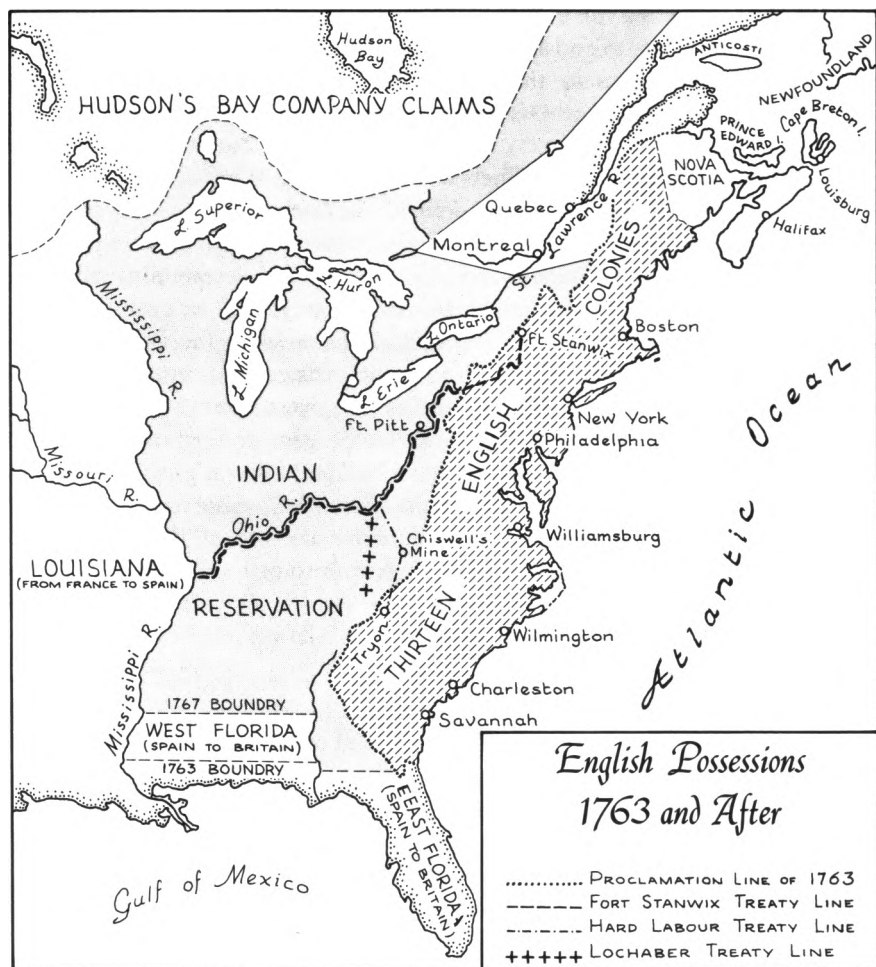 Hudson
Bay
ANTICOSTI
NEWFOUNDLAND
HUDSON'S BAY COMPANY CLAIMS
PRINCE
EDWARD I.
Cape Breton I.
NOVA
SCOTIA
Louisburg
Halifax
Quebec
St. Lawrence R.
Montreal
L. Superior
L. Huron
L. Michigan
L. Ontario
L. Erie
Mississippi
R.
COLONIES
Boston
Ft. Stanwix
New York
Philadelphia
Ft. Pitt
ENGLISH
INDIAN
Missouri
R.
Ohio R.
Chiswell's
Mine
Williamsburg
LOUISIANA
(FROM FRANCE TO SPAIN)
RESERVATION
Tryon
THIRTEEN
Wilmington
Charleston
Savannah
Mississippi R.
1767 BOUNDRY
WEST FLORIDA
(SPAIN TO BRITAIN)
1763 BOUNDRY
EEAST FLORIDA
(SPAIN TO
BRITAIN)
Gulf of Mexico
Atlantic Ocean
English Possessions
1763 and After
PROCLAMATION LINE OF 1763
FORT STANWIX TREATY LINE
HARD LABOUR TREATY LINE
LOCHABER TREATY LINE